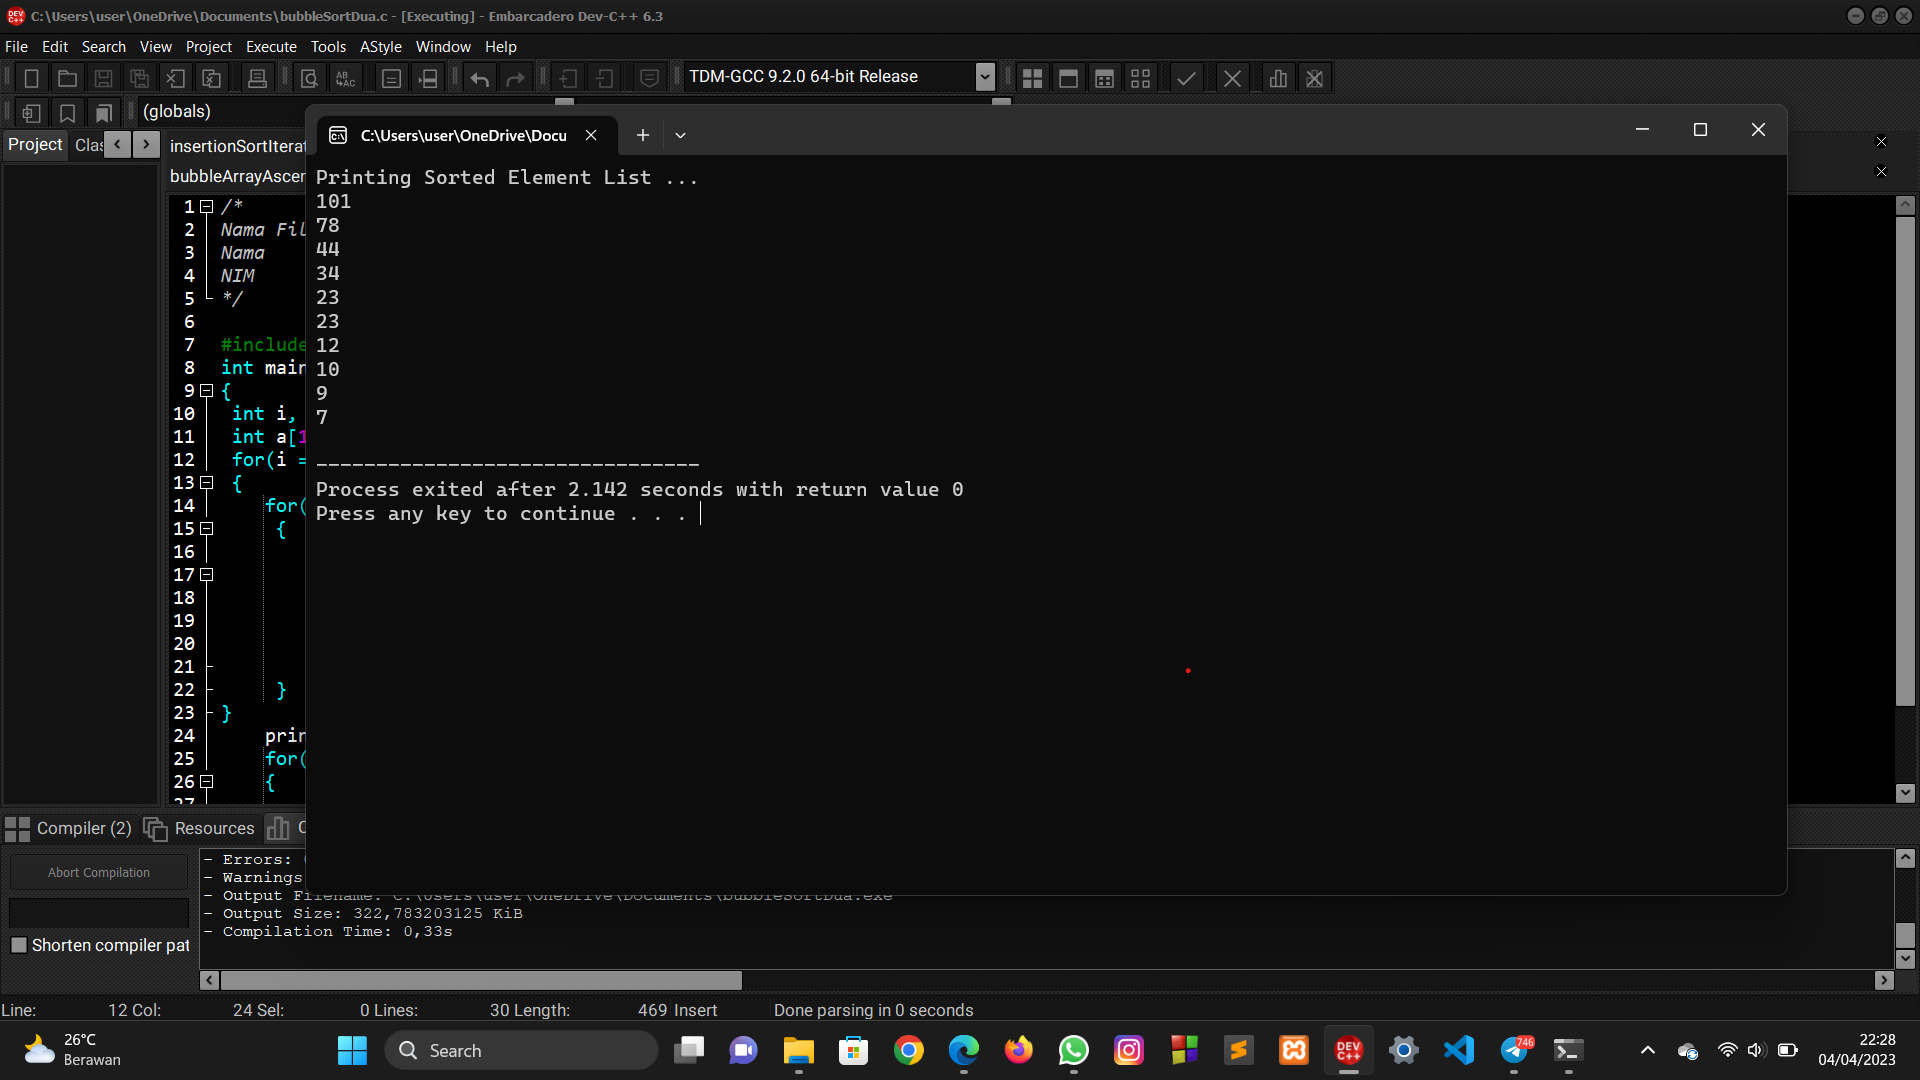 C:\Users\user\OneDrive\Documents\bubbleSortDua.c - [Executing] - Embarcadero Dev-C++ 6.3
File Edit Search View Project Execute Tools AStyle Window Help
TDM-GCC 9.2.0 64-bit Release
(globals)
Project Clas
insertionSortIterat
bubbleArrayAscer
C:\Users\user\OneDrive\Docu
Printing Sorted Element List ...
101
78
44
34
23
23
12
10
9
7
-------------------------------- 
Process exited after 2.142 seconds with return value 0
Press any key to continue . . .
1 /*
2 Nama Fil
3 Nama
4 NIM
5 */
6
7 #include
8 int main
9 {
10 int i,
11 int a[1
12 for(i =
13 {
14 for(
15 {
16
17
18
19
20
21
22 }
23 }
24 prin
25 for(
26 {
27
Compiler (2) Resources
Abort Compilation
Shorten compiler pat
- Errors:
- Warnings
- Output Filename: C:\Users\user\OneDrive\Documents\bubbleSortDua.exe
- Output Size: 322,783203125 KiB
- Compilation Time: 0,33s
Line: 12 Col: 24 Sel: 0 Lines: 30 Length: 469 Insert Done parsing in 0 seconds
26°C
Berawan
Search
DEV C++
746
22:28
04/04/2023